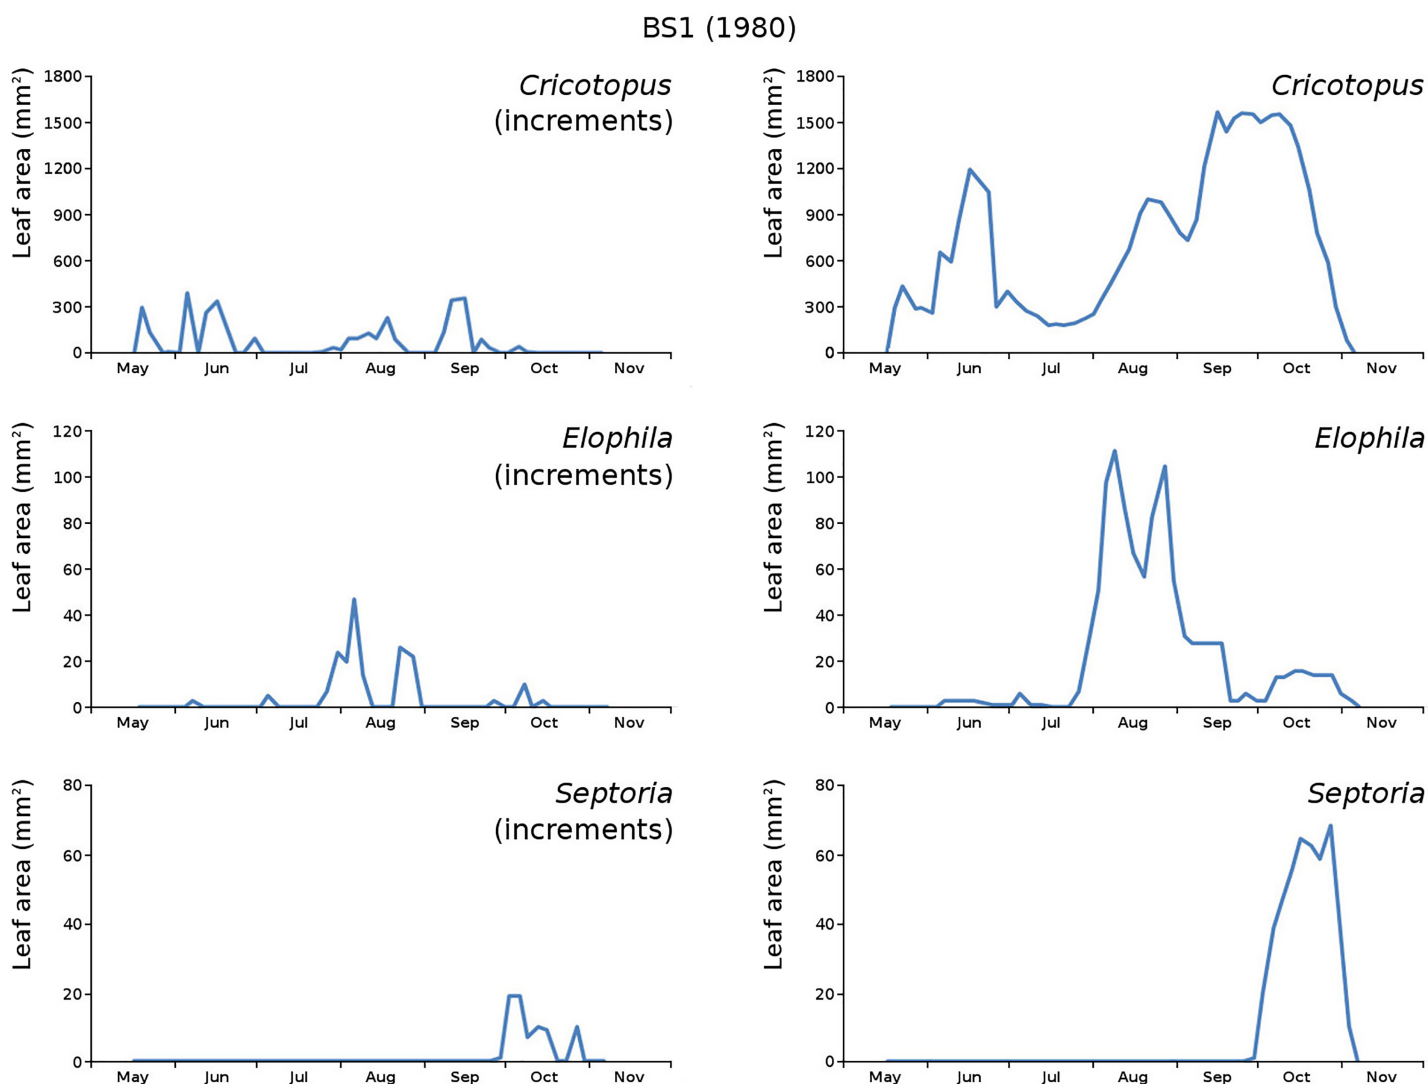 BS1 (1980)
Cricotopus
(increments)
Leaf area (mm²)
1800
1500
1200
900
600
300
0
May Jun Jul Aug Sep Oct Nov
Cricotopus
Leaf area (mm²)
1800
1500
1200
900
600
300
0
May Jun Jul Aug Sep Oct Nov
Elophila
(increments)
Leaf area (mm²)
120
100
80
60
40
20
0
May Jun Jul Aug Sep Oct Nov
Elophila
Leaf area (mm²)
120
100
80
60
40
20
0
May Jun Jul Aug Sep Oct Nov
Septoria
(increments)
Leaf area (mm²)
80
60
40
20
0
May Jun Jul Aug Sep Oct Nov
Septoria
Leaf area (mm²)
80
60
40
20
0
May Jun Jul Aug Sep Oct Nov